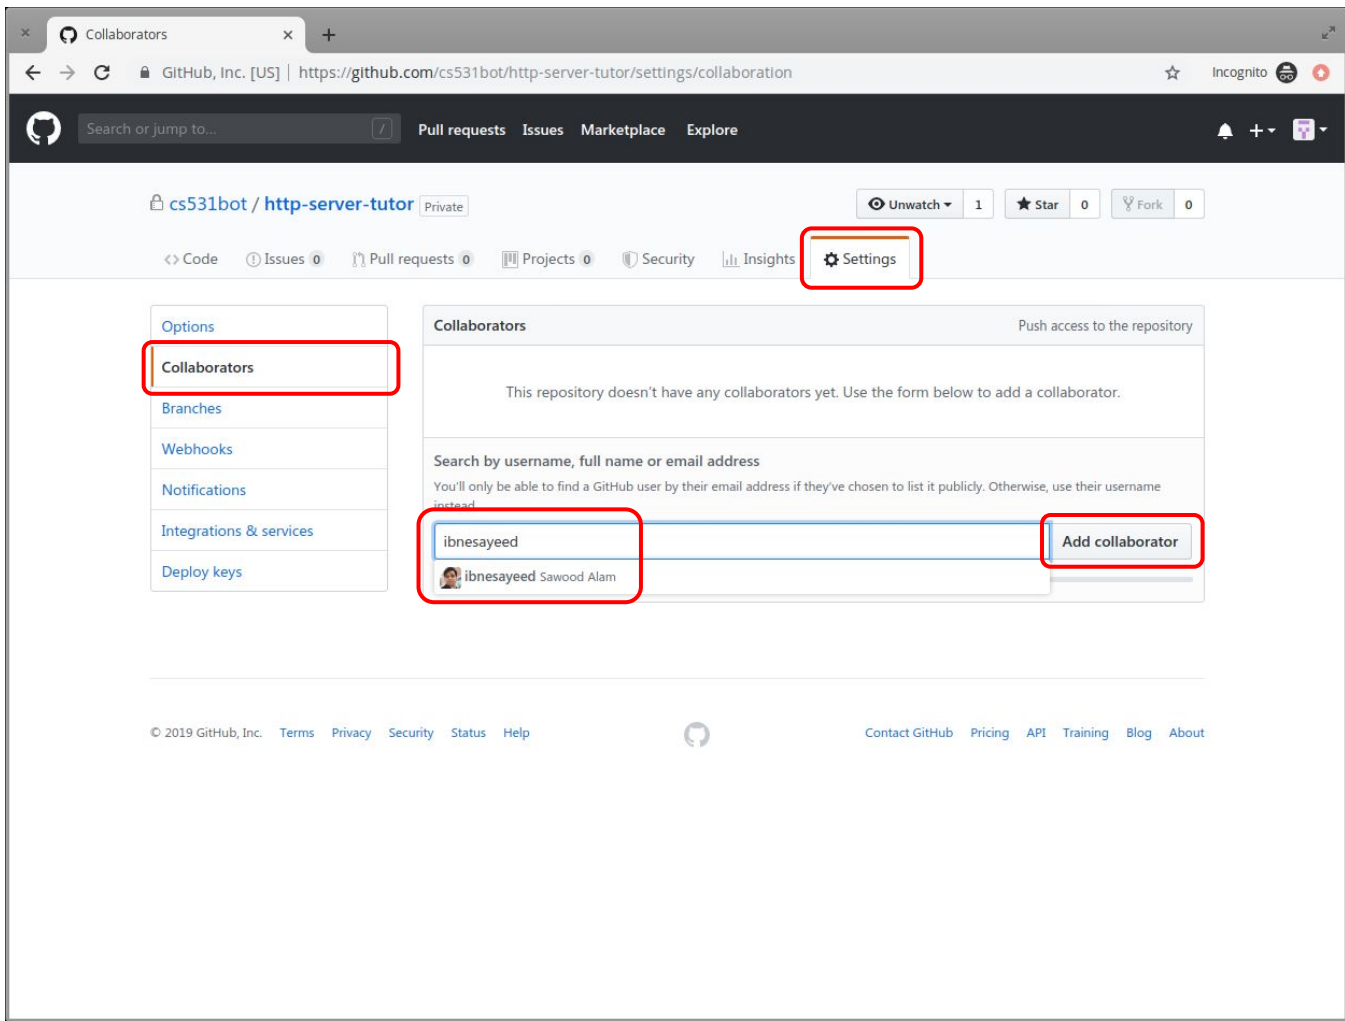 Collaborators
GitHub, Inc. [US] | https://github.com/cs531bot/http-server-tutor/settings/collaboration
Incognito
Search or jump to...
/
Pull requests Issues Marketplace Explore
cs531bot / http-server-tutor Private
Unwatch 1 Star 0 Fork 0
Code Issues 0 Pull requests 0 Projects 0 Security Insights Settings
Options
Collaborators
Branches
Webhooks
Notifications
Integrations & services
Deploy keys
Collaborators Push access to the repository
This repository doesn't have any collaborators yet. Use the form below to add a collaborator.
Search by username, full name or email address
You'll only be able to find a GitHub user by their email address if they've chosen to list it publicly. Otherwise, use their username
instead.
ibnesayeed
Add collaborator
ibnesayeed Sawood Alam
© 2019 GitHub, Inc. Terms Privacy Security Status Help
Contact GitHub Pricing API Training Blog About